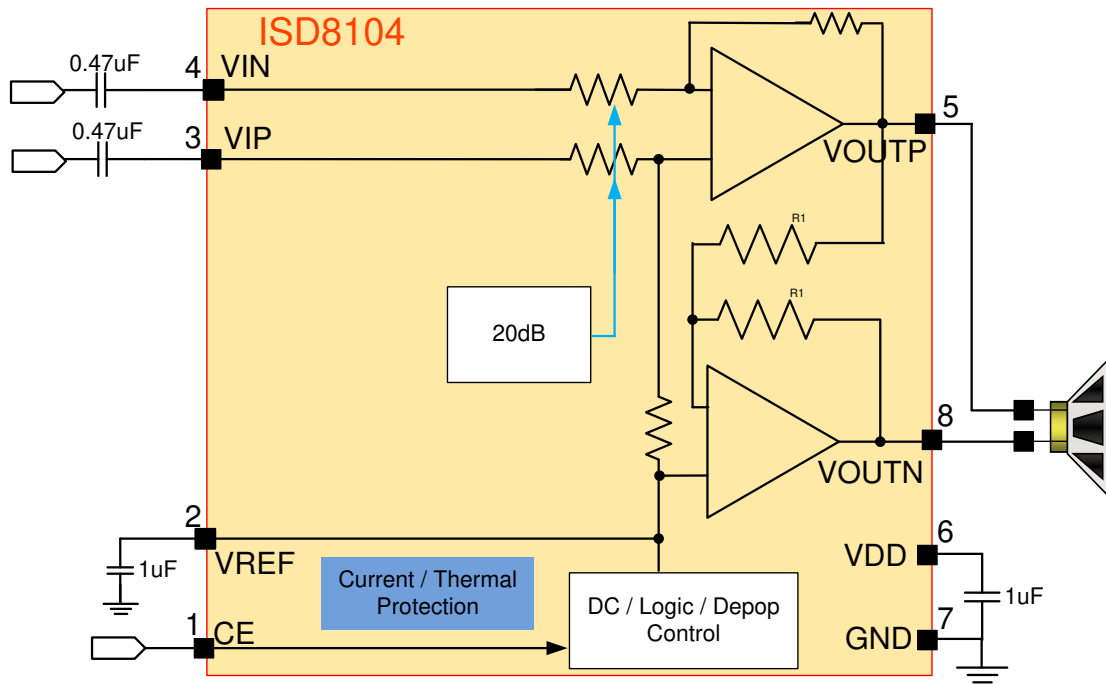 ISD8104
0.47uF
4
VIN
0.47uF
3
VIP
5
VOUTP
R1
R1
20dB
8
VOUTN
2
VREF
1uF
6
VDD
Current / Thermal
Protection
DC / Logic / Depop
Control
1uF
7
GND
1
CE